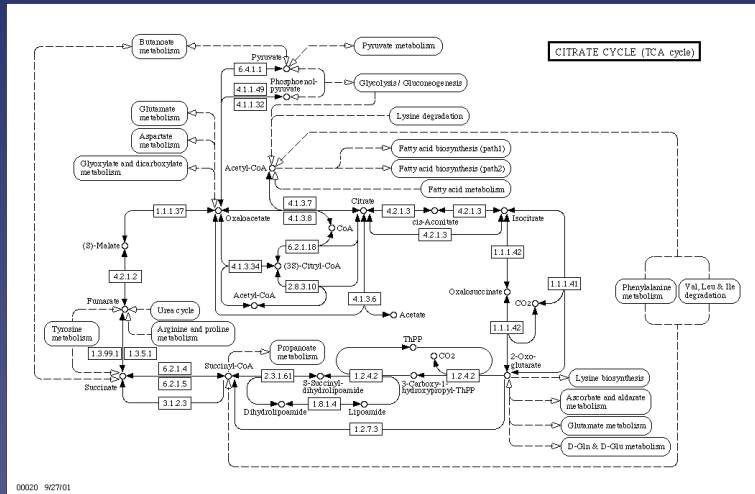 Butanoate
metabolism
Pyruvate
Pyruvate metabolism
CITRATE CYCLE (TCA cycle)
6.4.1.1
Phosphoenol-
pyruvate
4.1.1.49
4.1.1.32
Glycolysis / Gluconeogenesis
Glutamate
metabolism
Lysine degradation
Aspartate
metabolism
Glyoxylate and dicarboxylate
metabolism
Acetyl-CoA
Fatty acid biosynthesis (path1)
Fatty acid biosynthesis (path2)
Fatty acid metabolism
1.1.1.37
Oxaloacetate
4.1.3.7
4.1.3.8
Citrate
4.2.1.3
cis-Aconitate
4.2.1.3
Isocitrate
4.2.1.3
CoA
(S)-Malate
6.2.1.18
1.1.1.42
4.1.3.34
(3S)-Citryl-CoA
4.2.1.2
2.8.3.10
Oxalosuccinate
1.1.1.41
Phenylalanine
metabolism
Val, Leu & Ile
degradation
Fumarate
Acetyl-CoA
4.1.3.6
CO2
Urea cycle
Acetate
Tyrosine
metabolism
Arginine and proline
metabolism
1.1.1.42
1.3.99.1
1.3.5.1
Propanoate
metabolism
ThPP
CO2
2-Oxo-
glutarate
6.2.1.4
6.2.1.5
Succinyl-CoA
2.3.1.61
1.2.4.2
1.2.4.2
Lysine biosynthesis
Succinate
S-Succinyl-
dihydrolipoamide
3-Carboxy-1-
hydroxypropyl-ThPP
3.1.2.3
Dihydrolipoamide
1.8.1.4
Lipoamide
Ascorbate and aldarate
metabolism
Glutamate metabolism
1.2.7.3
D-Gln & D-Glu metabolism
00020 9/27/01